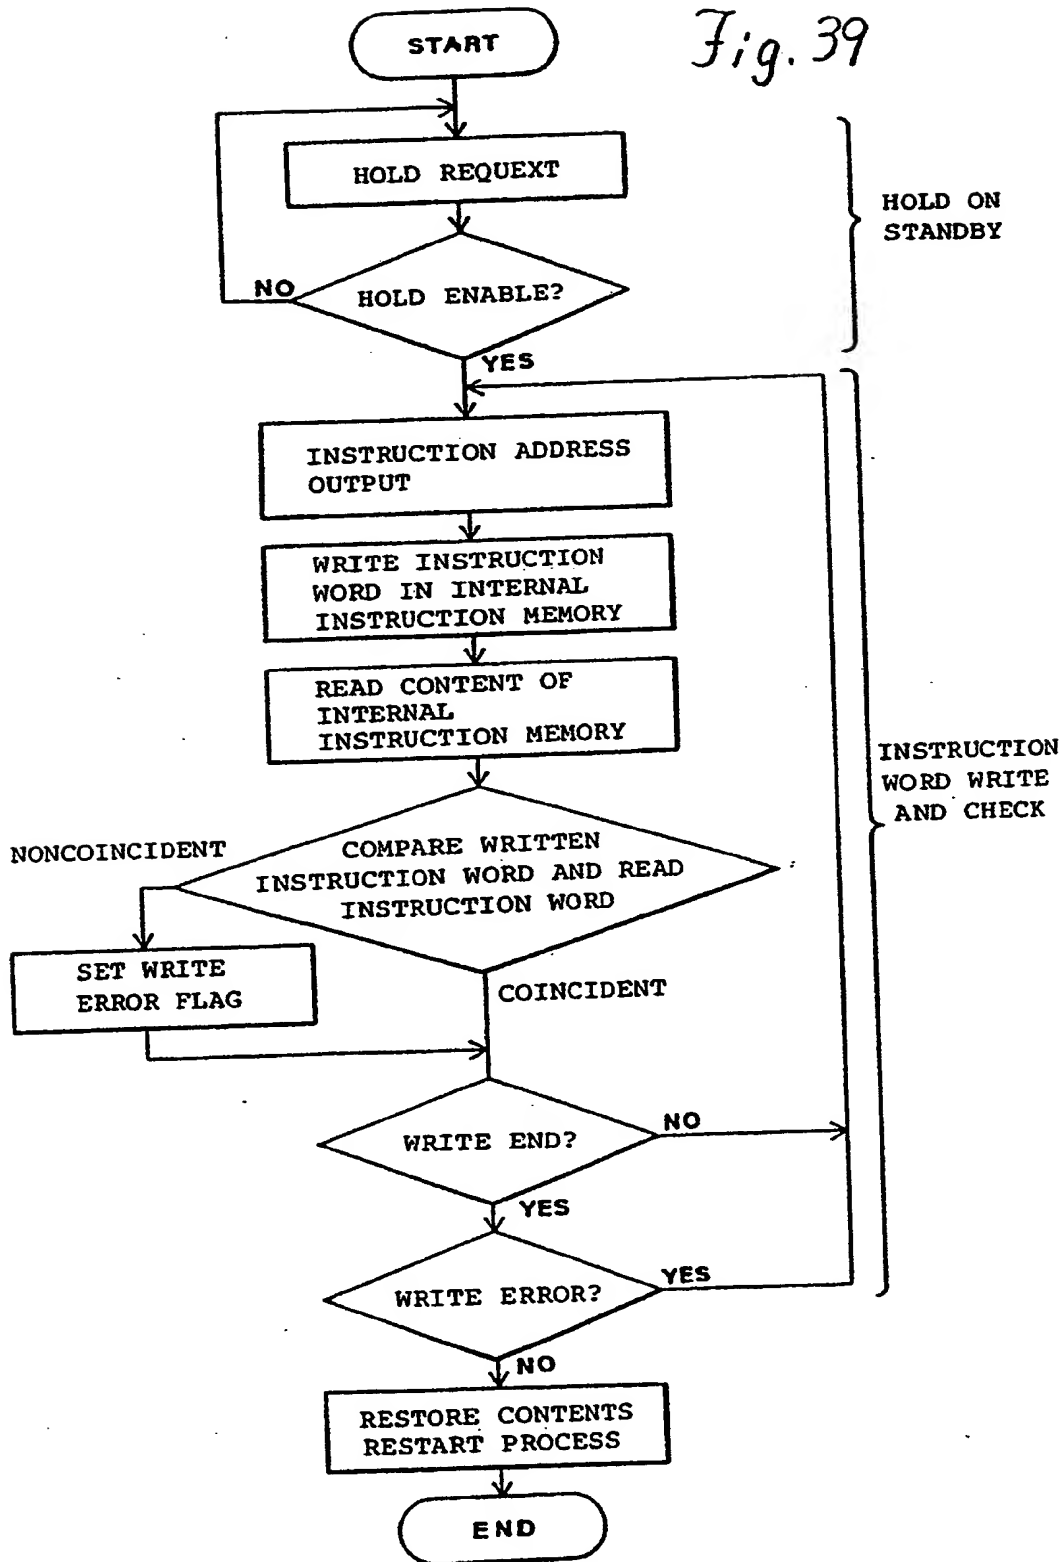 START
Fig. 39
HOLD REQUEXT
HOLD ON
STANDBY
NO
HOLD ENABLE?
YES
INSTRUCTION ADDRESS
OUTPUT
WRITE INSTRUCTION
WORD IN INTERNAL
INSTRUCTION MEMORY
READ CONTENT OF
INTERNAL
INSTRUCTION MEMORY
INSTRUCTION
WORD WRITE
AND CHECK
NONCOINCIDENT
COMPARE WRITTEN
INSTRUCTION WORD AND READ
INSTRUCTION WORD
SET WRITE
ERROR FLAG
COINCIDENT
WRITE END?
NO
YES
WRITE ERROR?
YES
NO
RESTORE CONTENTS
RESTART PROCESS
END